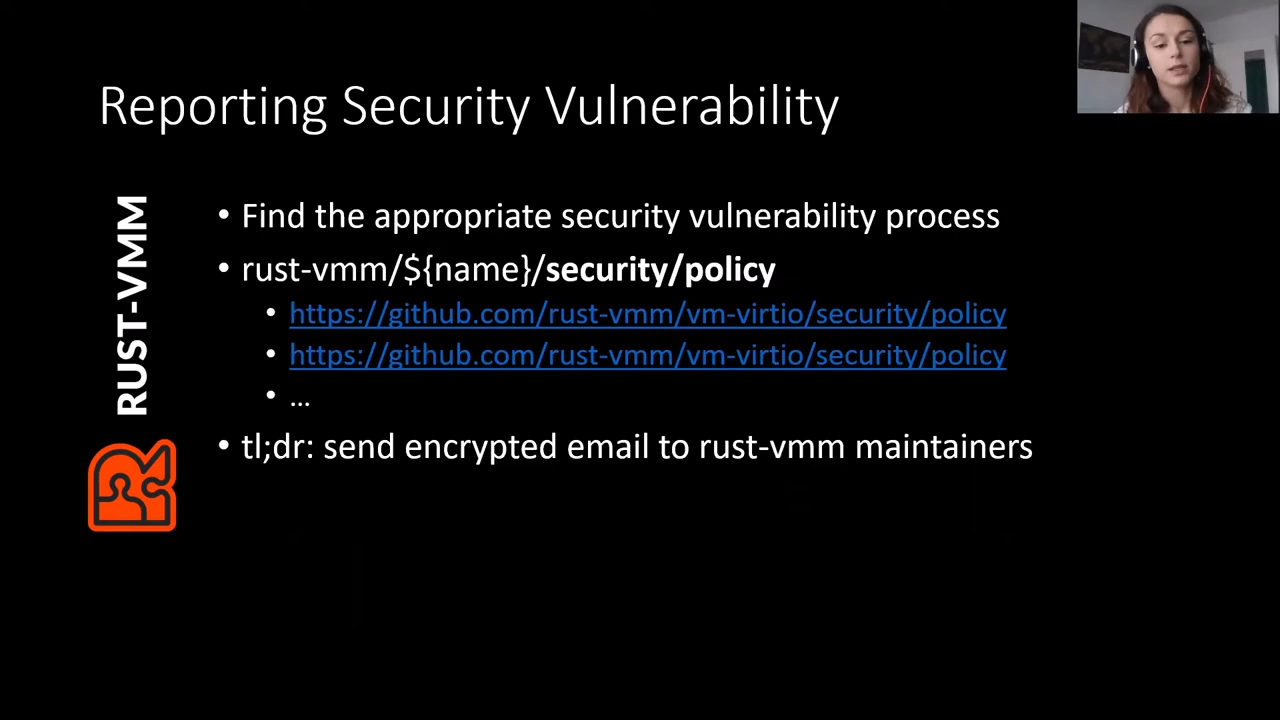 Reporting Security Vulnerability
RUST-VMM
• Find the appropriate security vulnerability process
• rust-vmm/${name}/security/policy
• https://github.com/rust-vmm/vm-virtio/security/policy
• https://github.com/rust-vmm/vm-virtio/security/policy
• ...
• tl;dr: send encrypted email to rust-vmm maintainers